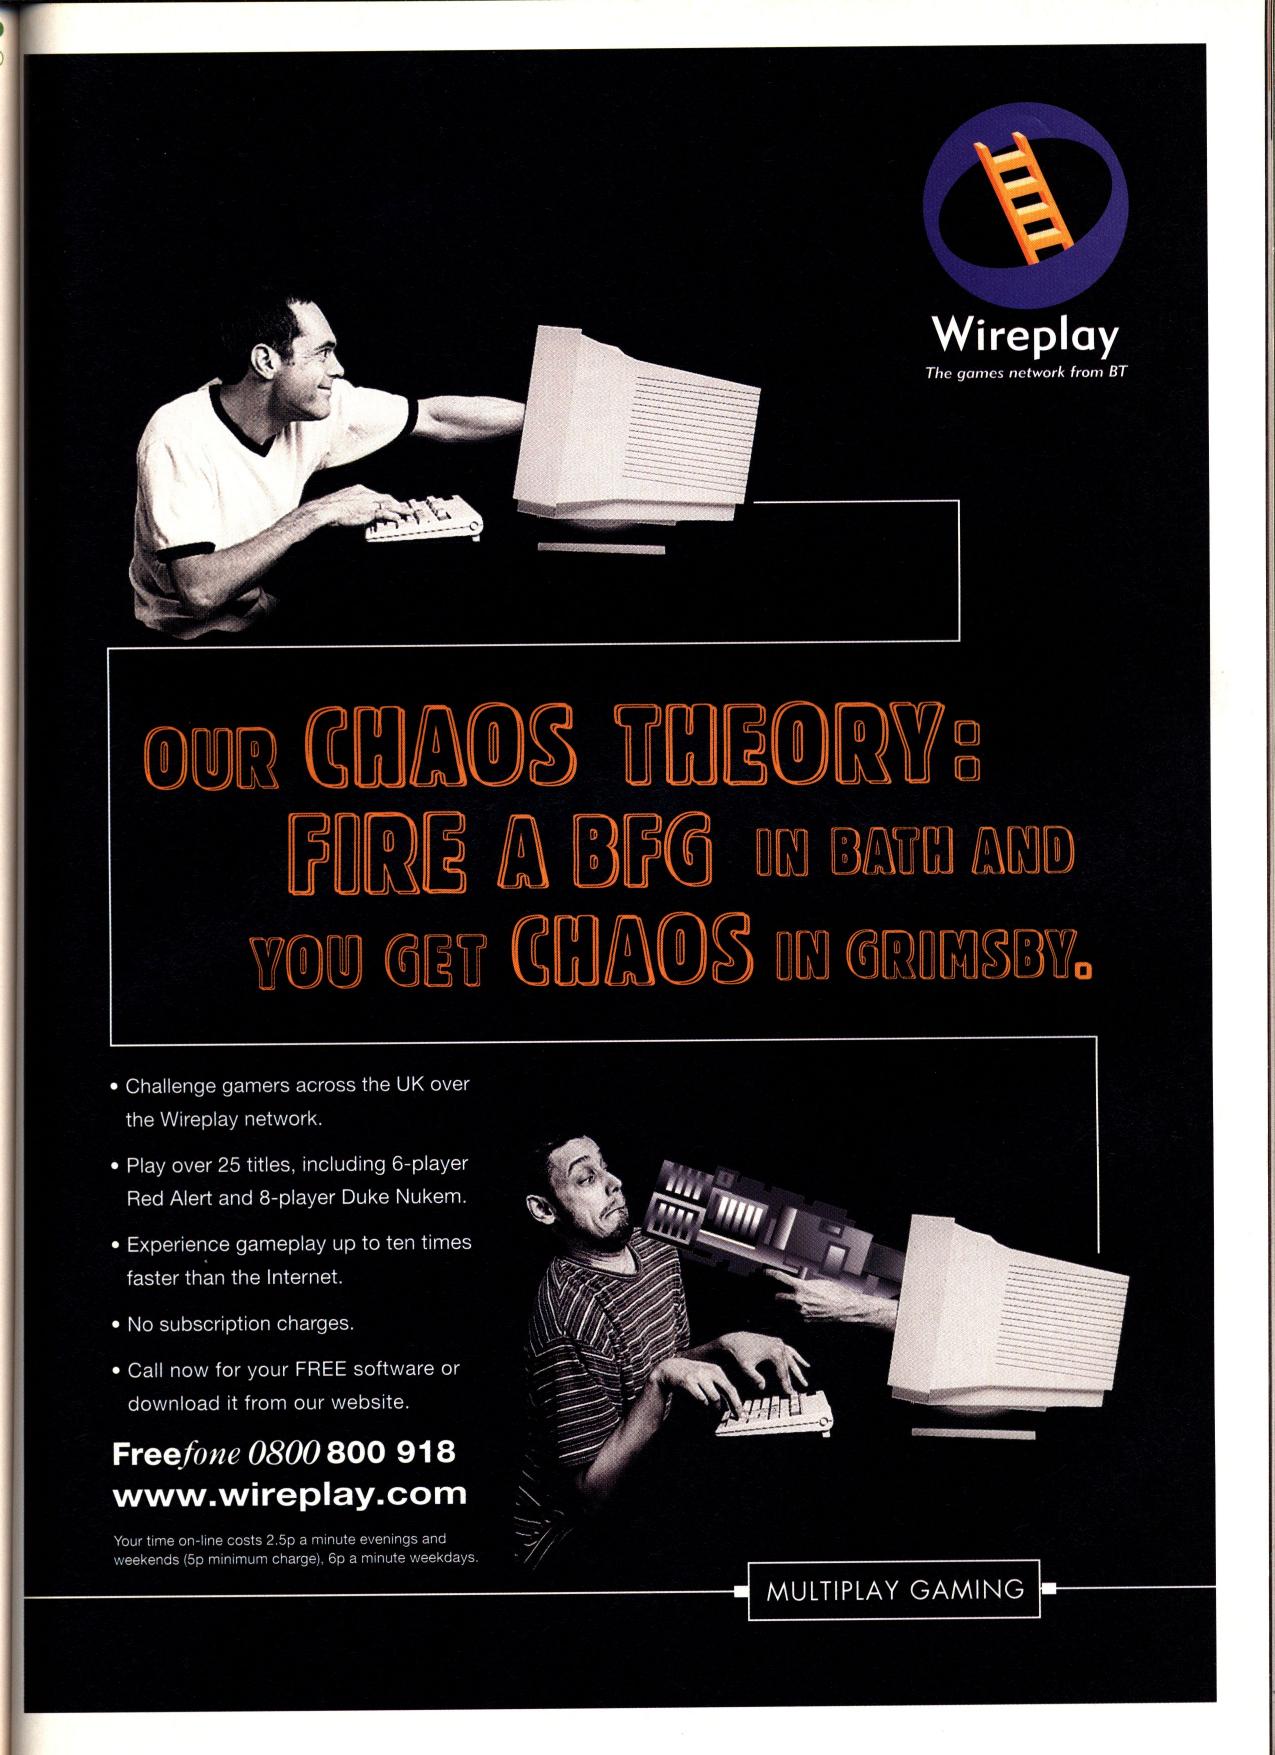 Wireplay
The games network from BT
OUR CHAOS THEORY:
FIRE A BFG IN BATH AND
YOU GET CHAOS IN GRIMSBY.
• Challenge gamers across the UK over
the Wireplay network.
• Play over 25 titles, including 6-player
Red Alert and 8-player Duke Nukem.
• Experience gameplay up to ten times
faster than the Internet.
• No subscription charges.
• Call now for your FREE software or
download it from our website.
Freefone 0800 800 918
www.wireplay.com
Your time on-line costs 2.5p a minute evenings and
weekends (5p minimum charge), 6p a minute weekdays.
MULTIPLAY GAMING